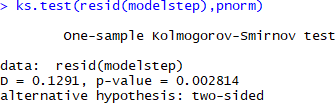 > ks.test(resid(modelstep),pnorm)
One-sample Kolmogorov-Smirnov test
data:  resid(modelstep)
D = 0.1291, p-value = 0.002814
alternative hypothesis: two-sided